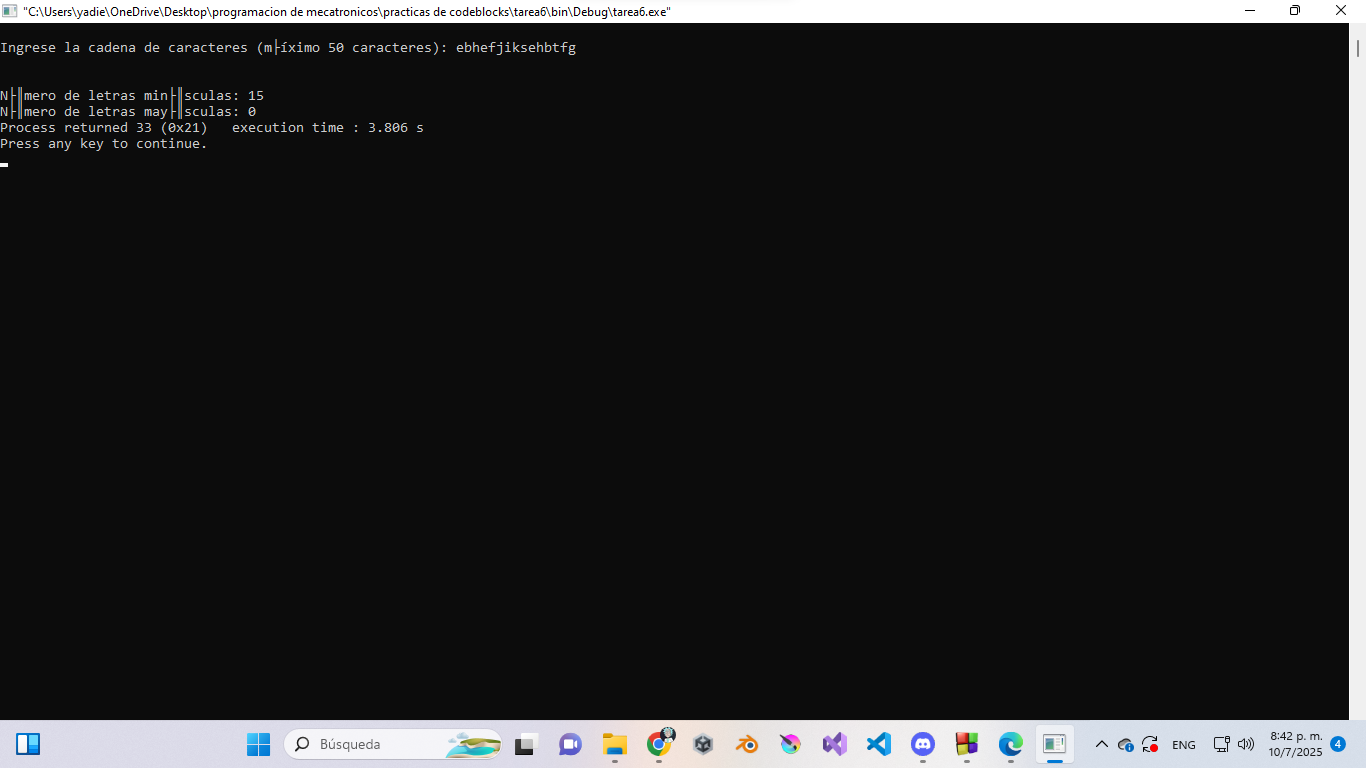 "C:\Users\yadie\OneDrive\Desktop\programacion de mecatronicos\practicas de codeblocks\tarea6\bin\Debug\tarea6.exe"
Ingrese la cadena de caracteres (m├íximo 50 caracteres): ebhefjiksehbtfg
N├║mero de letras min├║sculas: 15
N├║mero de letras may├║sculas: 0
Process returned 33 (0x21)   execution time : 3.806 s
Press any key to continue.
Búsqueda
ENG
8:42 p. m.
10/7/2025
4